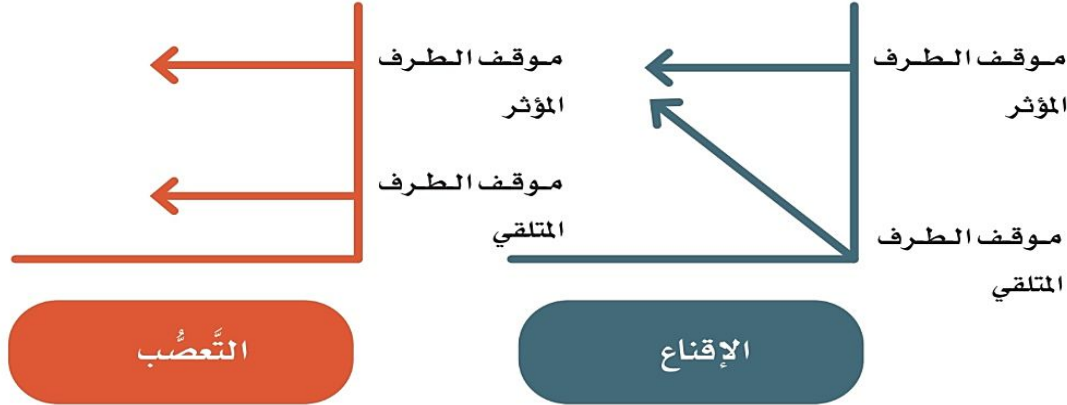 موقف الطرف
المؤثر
موقف الطرف
المتلقي
الإقناع
موقف الطرف
المؤثر
موقف الطرف
المتلقي
التَّعصُّب